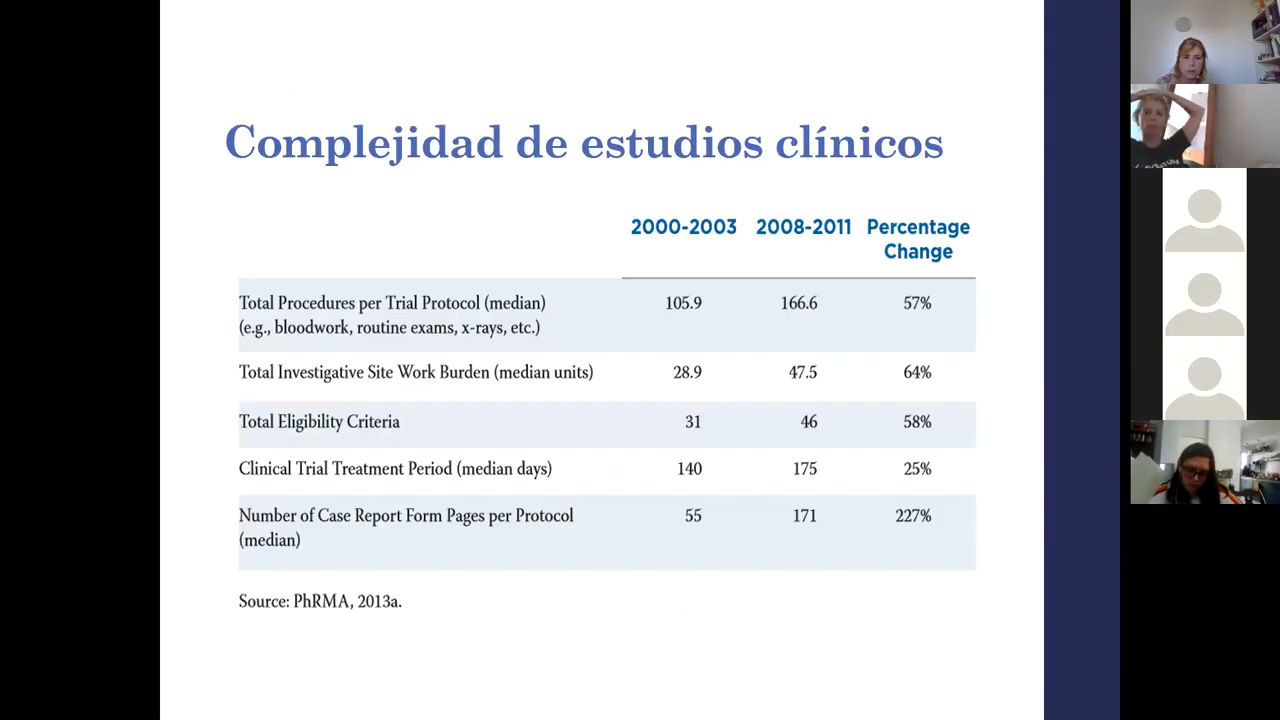 Complejidad de estudios clínicos
2000-2003 2008-2011 Percentage
Change
Total Procedures per Trial Protocol (median) 105.9 166.6 57%
(e.g., bloodwork, routine exams, x-rays, etc.)
Total Investigative Site Work Burden (median units) 28.9 47.5 64%
Total Eligibility Criteria 31 46 58%
Clinical Trial Treatment Period (median days) 140 175 25%
Number of Case Report Form Pages per Protocol 55 171 227%
(median)
Source: PhRMA, 2013a.